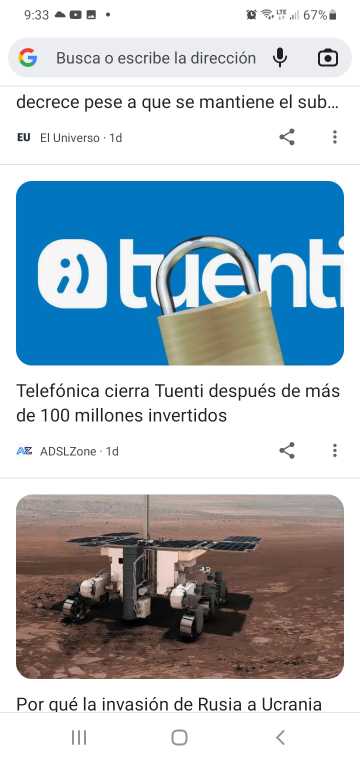 9:33
LTE 67%
Busca o escribe la dirección
decrece pese a que se mantiene el sub...
EU El Universo · 1d
tuenti
Telefónica cierra Tuenti después de más
de 100 millones invertidos
AZ ADSLZone · 1d
Por qué la invasión de Rusia a Ucrania